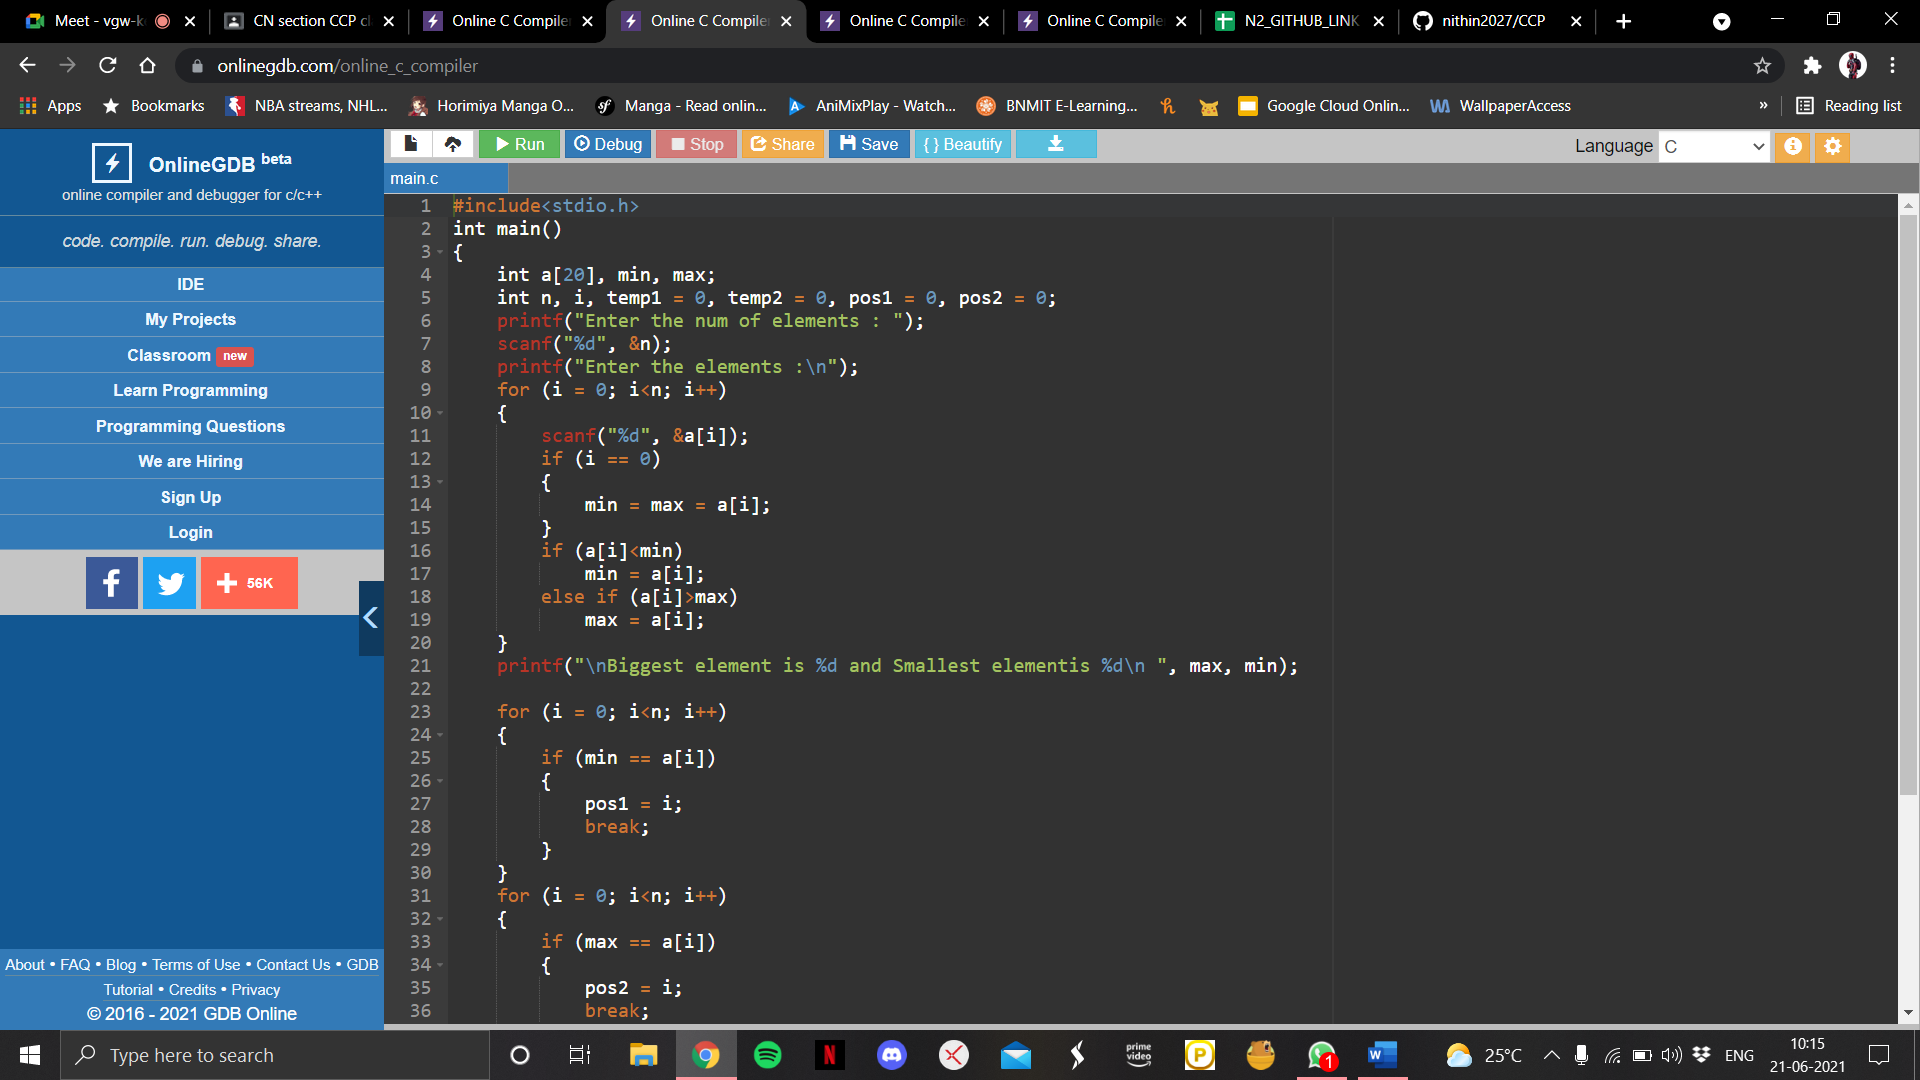 Meet - vgw-k
CN section CCP cl
Online C Compiler
Online C Compiler
Online C Compiler
Online C Compiler
N2_GITHUB_LINK
nithin2027/CCP
onlinegdb.com/online_c_compiler
Apps
Bookmarks
NBA streams, NHL...
Horimiya Manga O...
Manga - Read onlin...
AniMixPlay - Watch...
BNMIT E-Learning...
Google Cloud Onlin...
WallpaperAccess
»
Reading list
OnlineGDB beta
online compiler and debugger for c/c++
code. compile. run. debug. share.
IDE
My Projects
Classroom new
Learn Programming
Programming Questions
We are Hiring
Sign Up
Login
56K
About • FAQ • Blog • Terms of Use • Contact Us • GDB
Tutorial • Credits • Privacy
© 2016 - 2021 GDB Online
Run
Debug
Stop
Share
Save
{ } Beautify
Language C
main.c
1 #include<stdio.h>
2 int main()
3 {
4 int a[20], min, max;
5 int n, i, temp1 = 0, temp2 = 0, pos1 = 0, pos2 = 0;
6 printf("Enter the num of elements : ");
7 scanf("%d", &n);
8 printf("Enter the elements :\n");
9 for (i = 0; i<n; i++)
10 {
11 scanf("%d", &a[i]);
12 if (i == 0)
13 {
14 min = max = a[i];
15 }
16 if (a[i]<min)
17 min = a[i];
18 else if (a[i]>max)
19 max = a[i];
20 }
21 printf("\nBiggest element is %d and Smallest elementis %d\n ", max, min);
22
23 for (i = 0; i<n; i++)
24 {
25 if (min == a[i])
26 {
27 pos1 = i;
28 break;
29 }
30 }
31 for (i = 0; i<n; i++)
32 {
33 if (max == a[i])
34 {
35 pos2 = i;
36 break;
Type here to search
prime video
1
25°C
ENG
10:15
21-06-2021